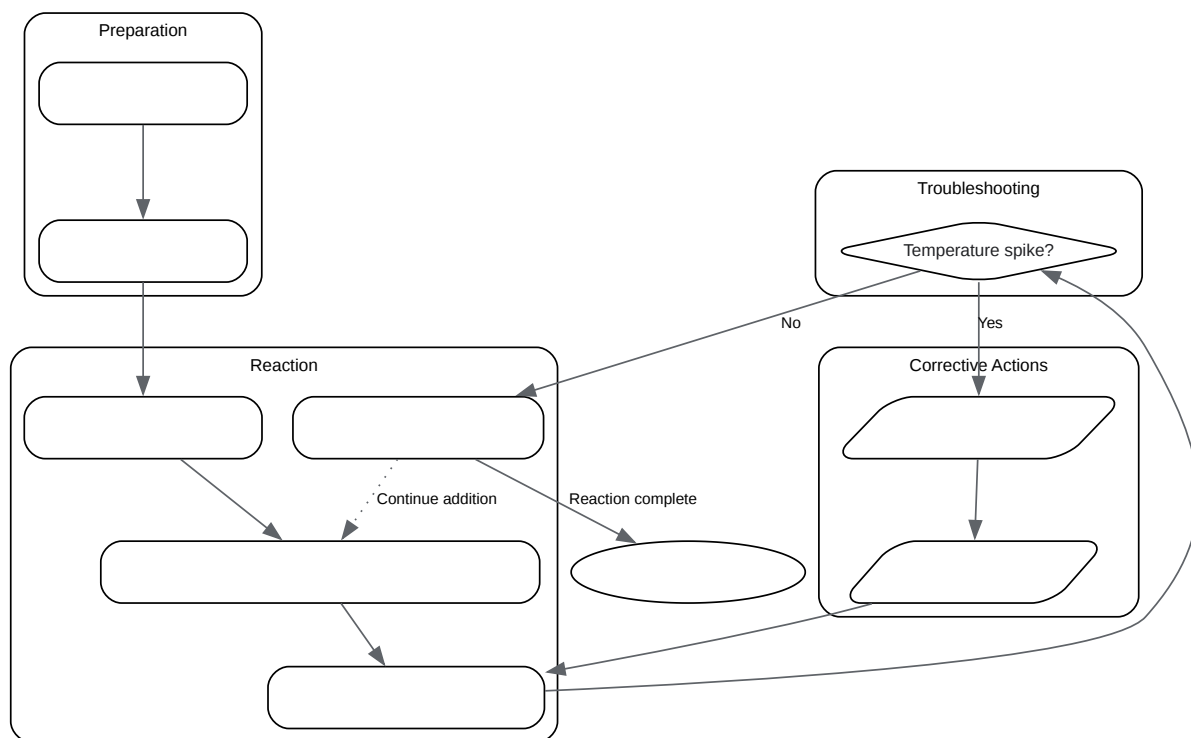 Preparation
Troubleshooting
Temperature spike?
No
Yes
Reaction
Corrective Actions
Continue addition
Reaction complete